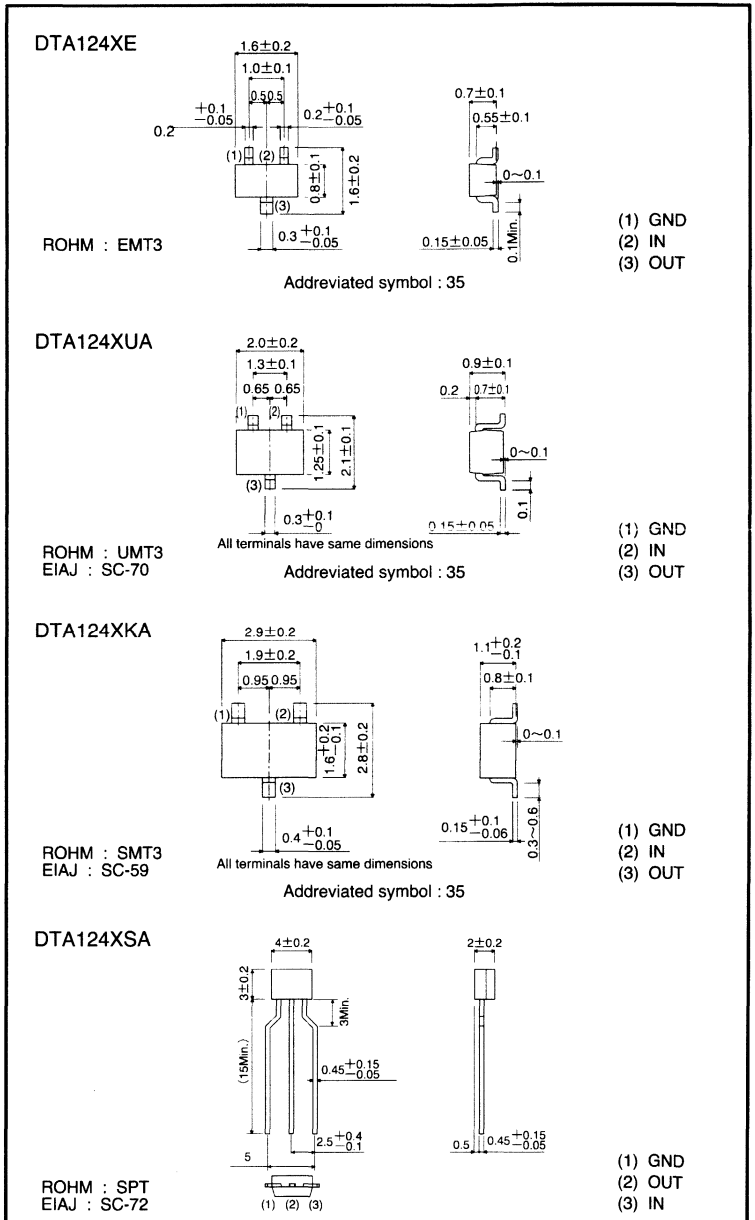 DTA124XE
1.6±0.2
1.0±0.1
0.5 0.5
0.2 +0.1 −0.05
0.2 +0.1 −0.05
(1) (2)
(3)
0.8±0.1
1.6±0.2
0.3 +0.1 −0.05
0.7±0.1
0.55±0.1
0~0.1
0.15±0.05
0.1Min.
ROHM : EMT3
Addreviated symbol : 35
(1) GND
(2) IN
(3) OUT
DTA124XUA
2.0±0.2
1.3±0.1
0.65 0.65
(1) (2)
(3)
1.25±0.1
2.1±0.1
0.3 +0.1 −0
0.9±0.1
0.2 0.7±0.1
0~0.1
0.15±0.05
0.1
All terminals have same dimensions
ROHM : UMT3
EIAJ : SC-70
Addreviated symbol : 35
(1) GND
(2) IN
(3) OUT
DTA124XKA
2.9±0.2
1.9±0.2
0.95 0.95
(1) (2)
(3)
1.6 +0.2 −0.1
2.8±0.2
0.4 +0.1 −0.05
1.1 +0.2 −0.1
0.8±0.1
0~0.1
0.15 +0.1 −0.06
0.3~0.6
All terminals have same dimensions
ROHM : SMT3
EIAJ : SC-59
Addreviated symbol : 35
(1) GND
(2) IN
(3) OUT
DTA124XSA
4±0.2
3±0.2
3Min.
(15Min.)
0.45 +0.15 −0.05
2.5 +0.4 −0.1
5
(1) (2) (3)
2±0.2
0.5 0.45 +0.15 −0.05
ROHM : SPT
EIAJ : SC-72
(1) GND
(2) OUT
(3) IN